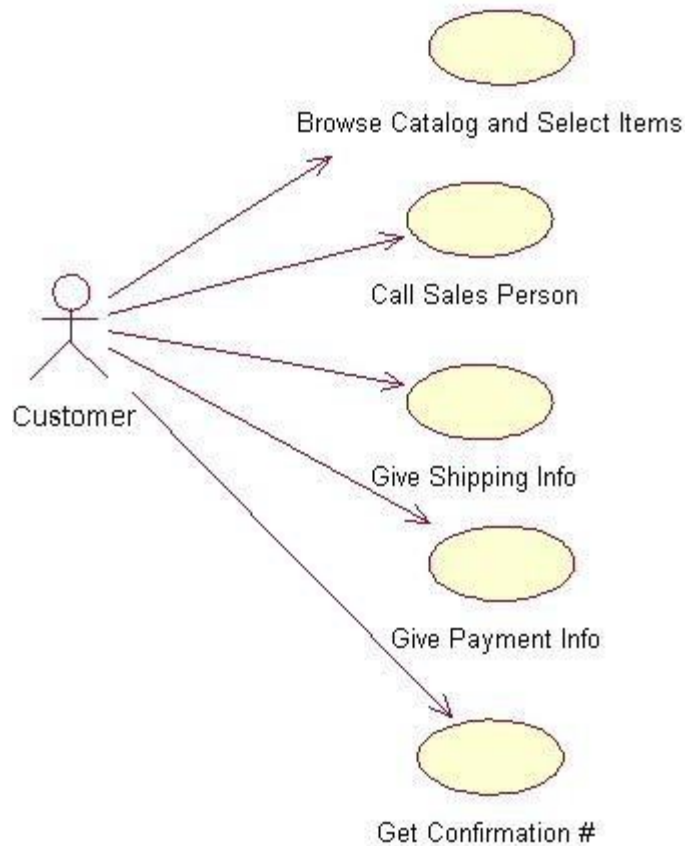 Browse Catalog and Select Items
Call Sales Person
Customer
Give Shipping Info
Give Payment Info
Get Confirmation #